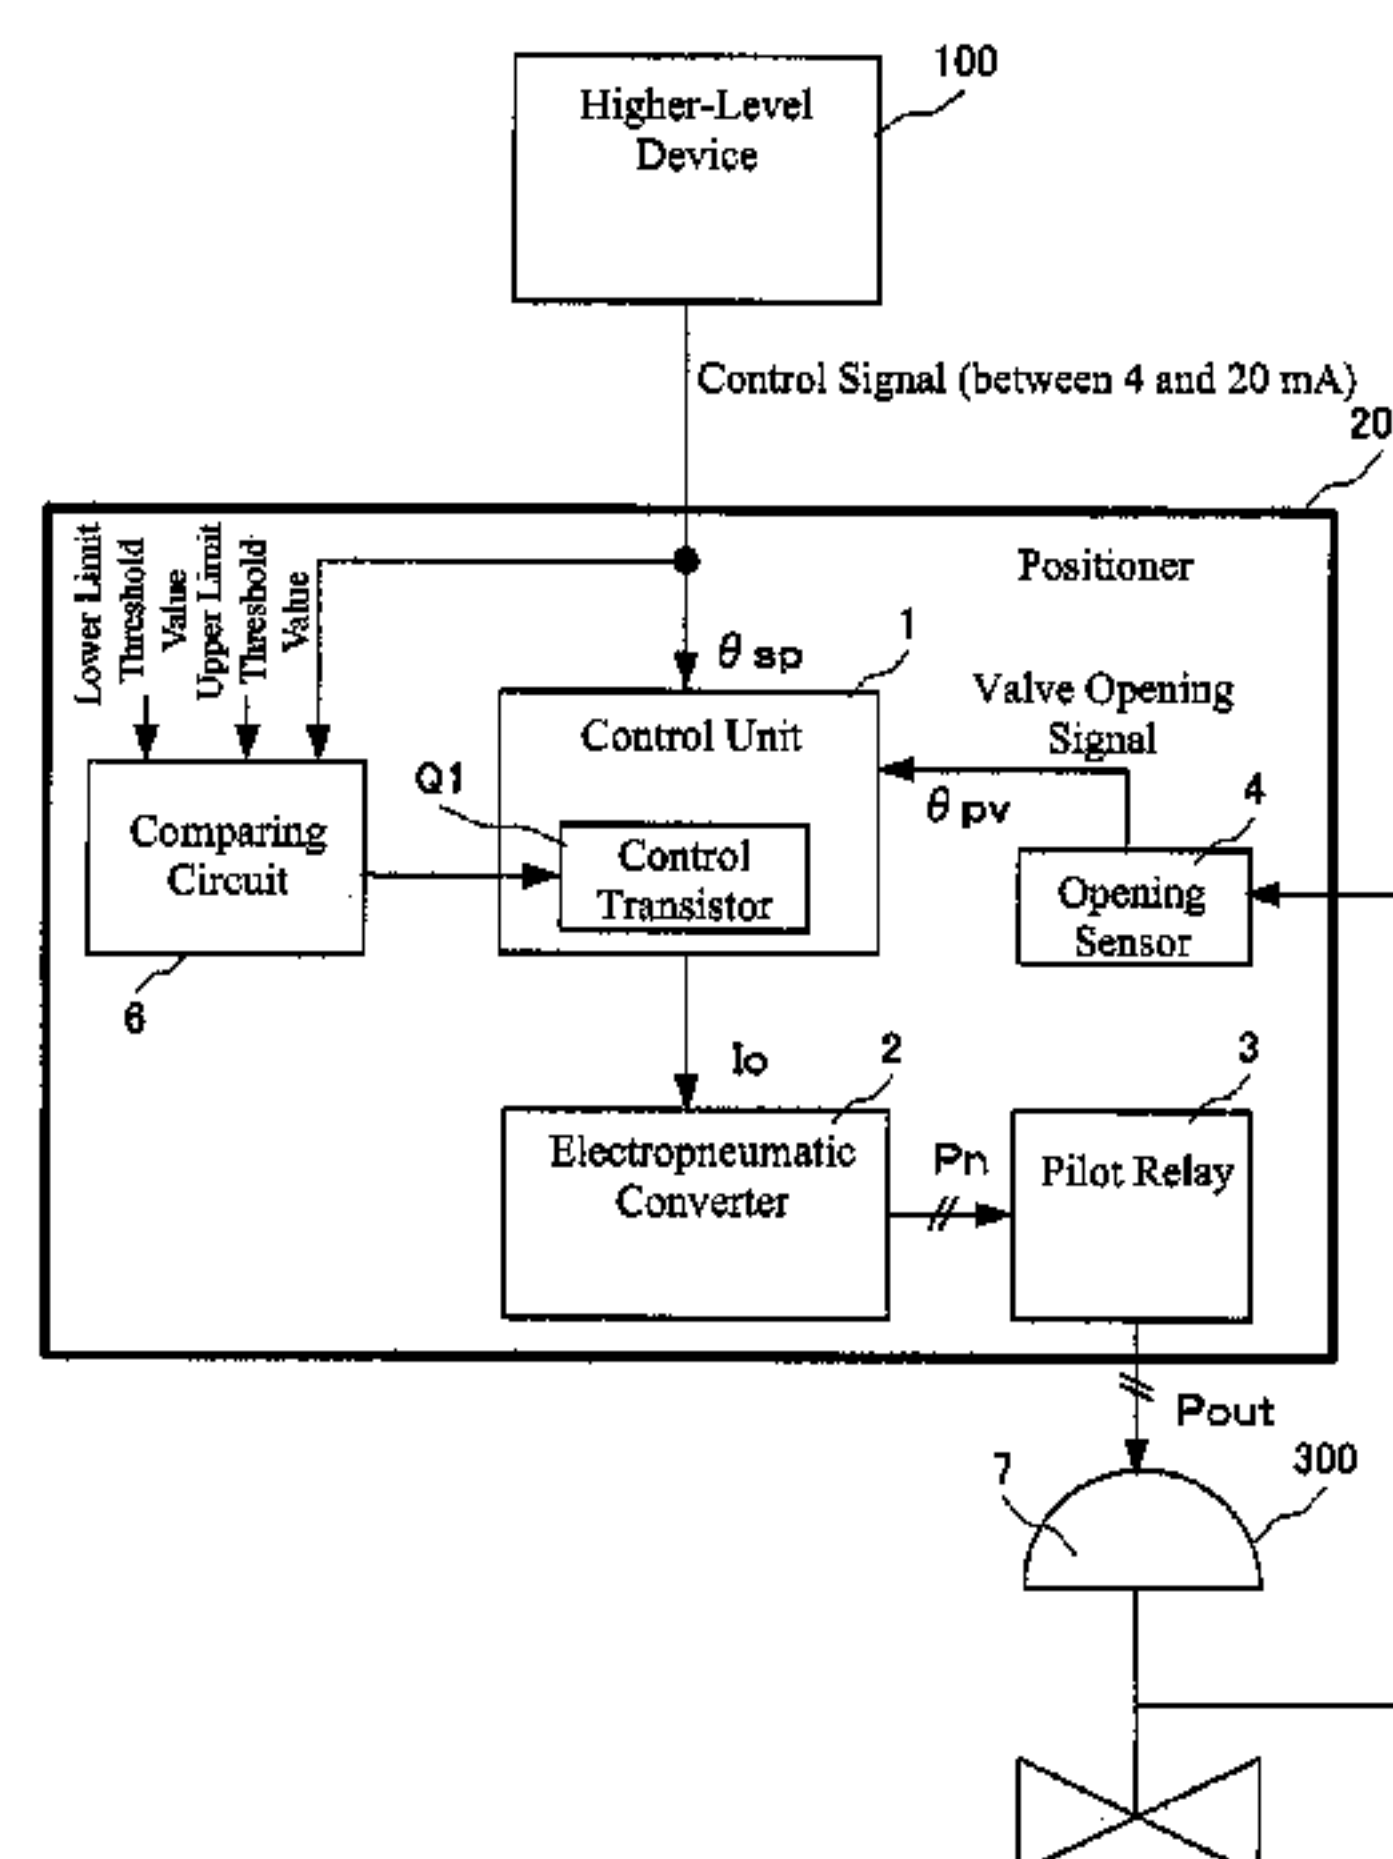 100
Higher-Level
Device
Control Signal (between 4 and 20 mA)
20
Lower Limit
Threshold
Value
Upper Limit
Threshold
Value
Positioner
θ sp
1
Control Unit
Valve Opening
Signal
Q1
θ pv
4
Comparing
Circuit
Control
Transistor
Opening
Sensor
6
Io
2
3
Electropneumatic
Converter
Pn
Pilot Relay
Pout
7
300